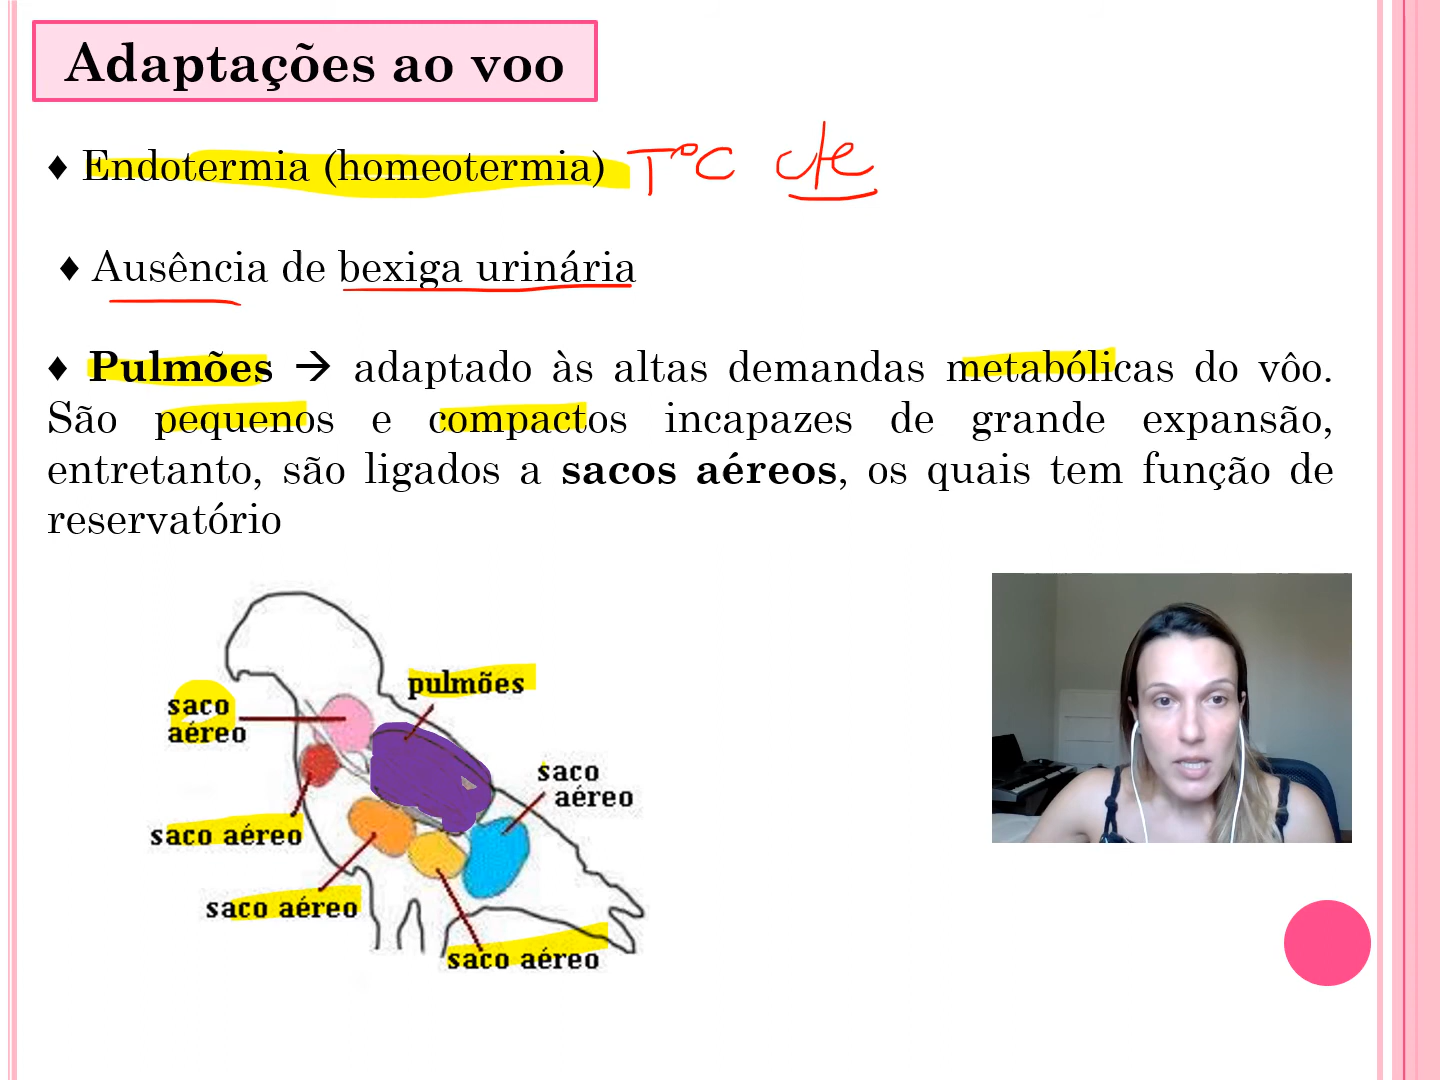 Adaptações ao voo
♦ Endotermia (homeotermia) T°C cte
♦ Ausência de bexiga urinária
♦ Pulmões → adaptado às altas demandas metabólicas do vôo.
São pequenos e compactos incapazes de grande expansão,
entretanto, são ligados a sacos aéreos, os quais tem função de
reservatório
pulmões
saco
aéreo
saco
aéreo
saco aéreo
saco aéreo
saco aéreo